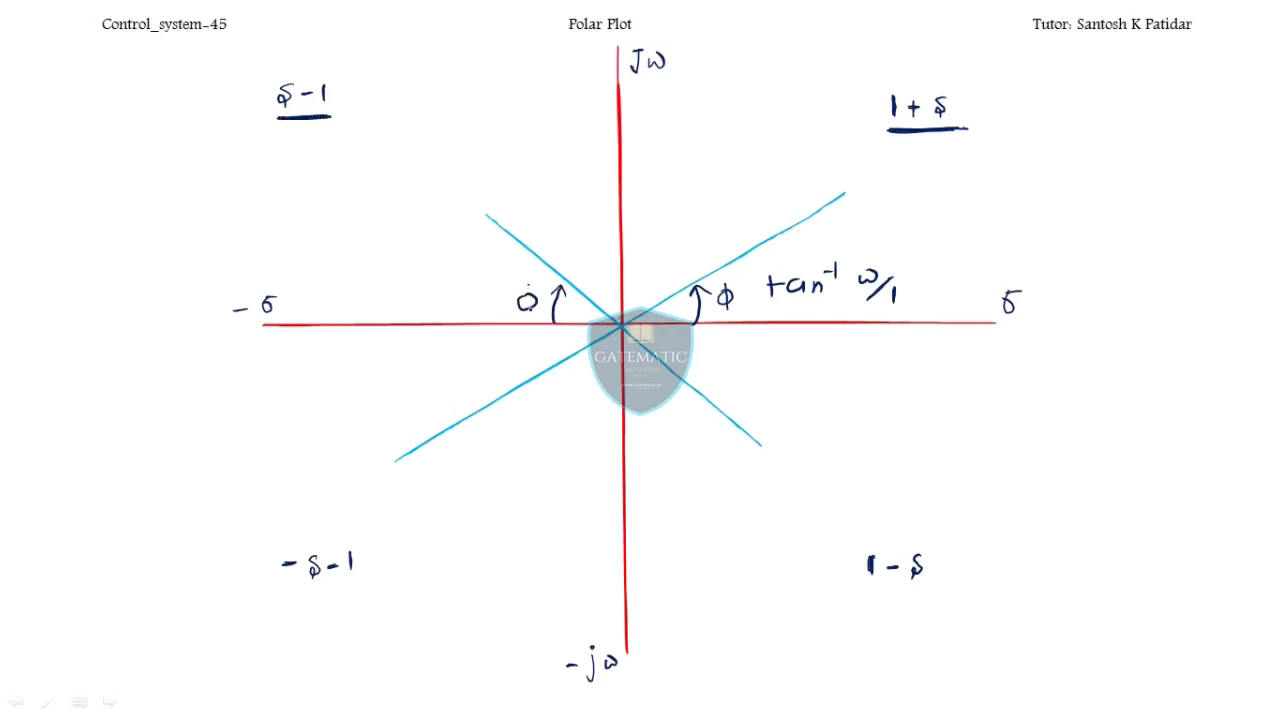 Control_system-45
Polar Plot
Tutor: Santosh K Patidar
Jω
s-1
1 + s
φ
tan⁻¹ ω/1
-σ
σ
GATEMATIC
-s-1
1 - s
-jω